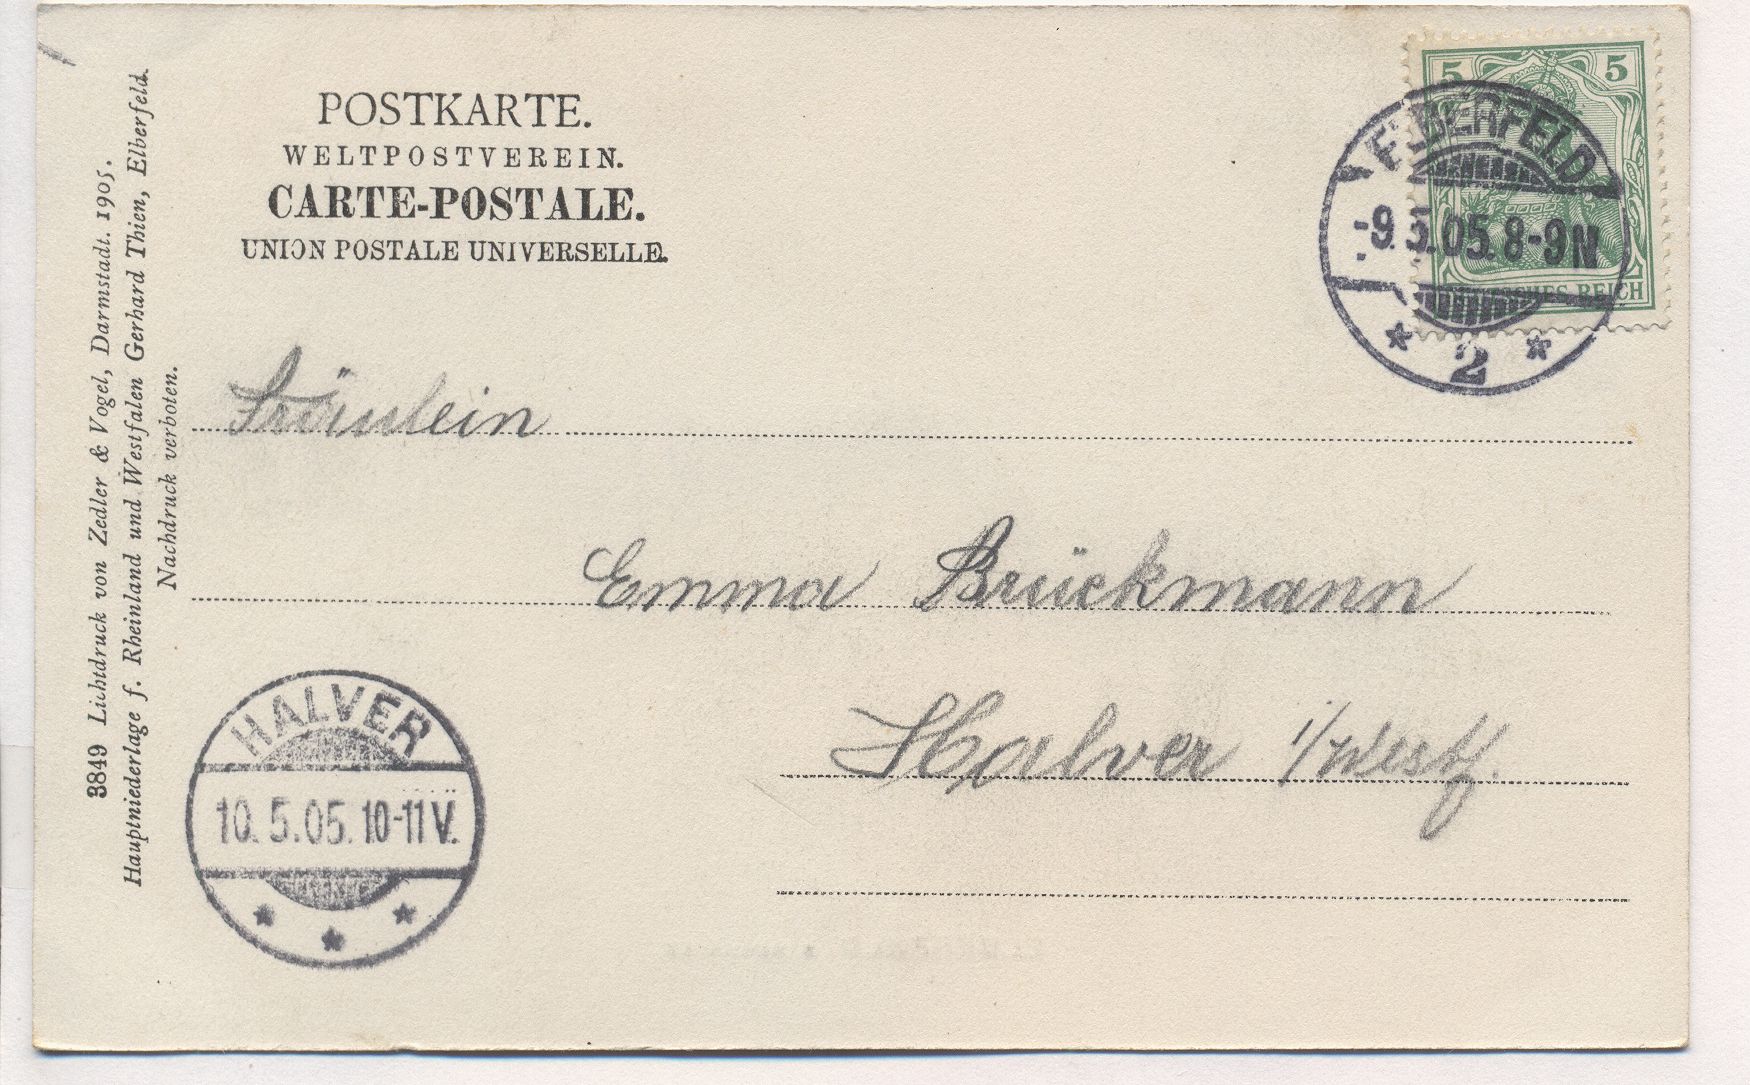 POSTKARTE.
WELTPOSTVEREIN.
CARTE-POSTALE.
UNION POSTALE UNIVERSELLE.
5 5
DEUTSCHES REICH
ELBERFELD
-9.5.05.8-9N
* 2 *
3849 Lichtdruck von Zedler & Vogel, Darmstadt. 1905.
Hauptniederlage f. Rheinland und Westfalen Gerhard Thien, Elberfeld.
Nachdruck verboten.
Fräulein
Emma Brückmann
Halver i/Westf.
HALVER
10.5.05.10-11V.
* * *